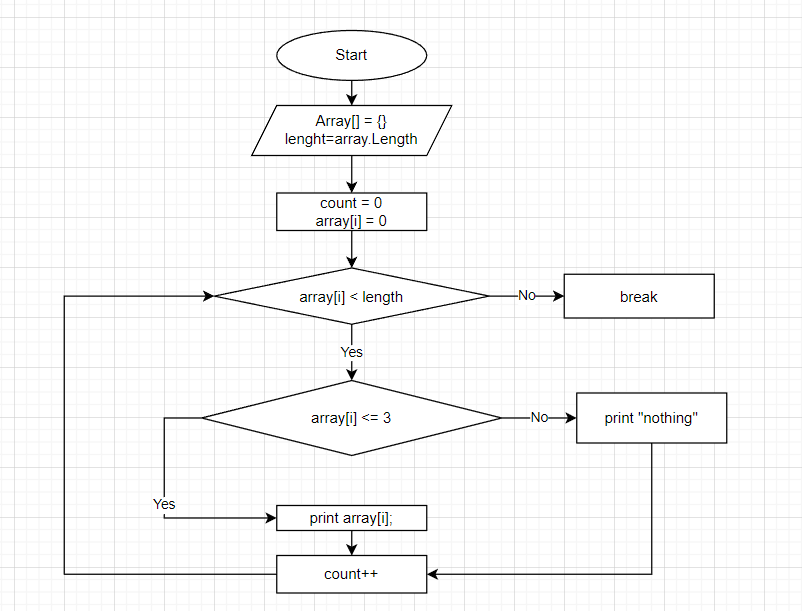 Start
Array[] = {}
lenght=array.Length
count = 0
array[i] = 0
array[i] < length
No
break
Yes
array[i] <= 3
No
print "nothing"
Yes
print array[i];
count++